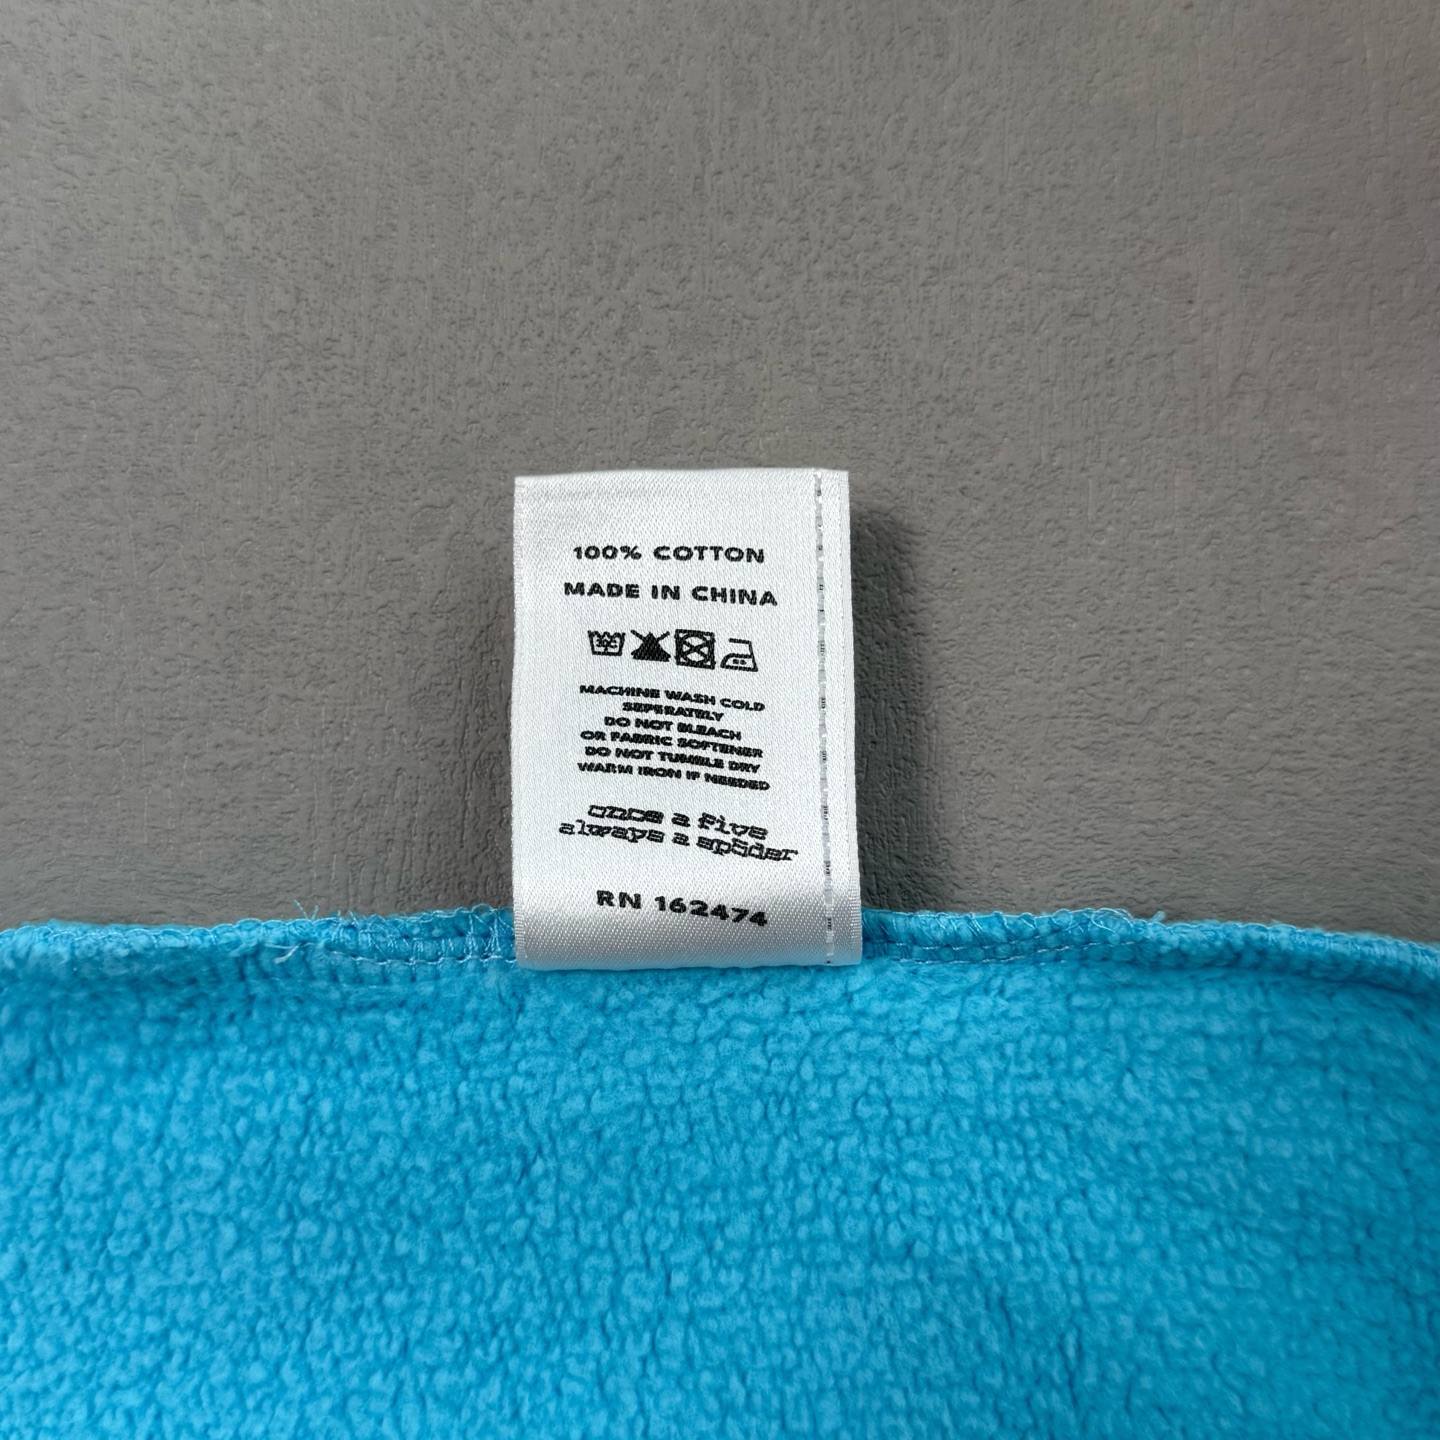 100% COTTON
MADE IN CHINA
30°C
MACHINE WASH COLD
SEPERATELY
DO NOT BLEACH
OR FABRIC SOFTENER
DO NOT TUMBLE DRY
WARM IRON IF NEEDED
once a five
always a sp5der
RN 162474